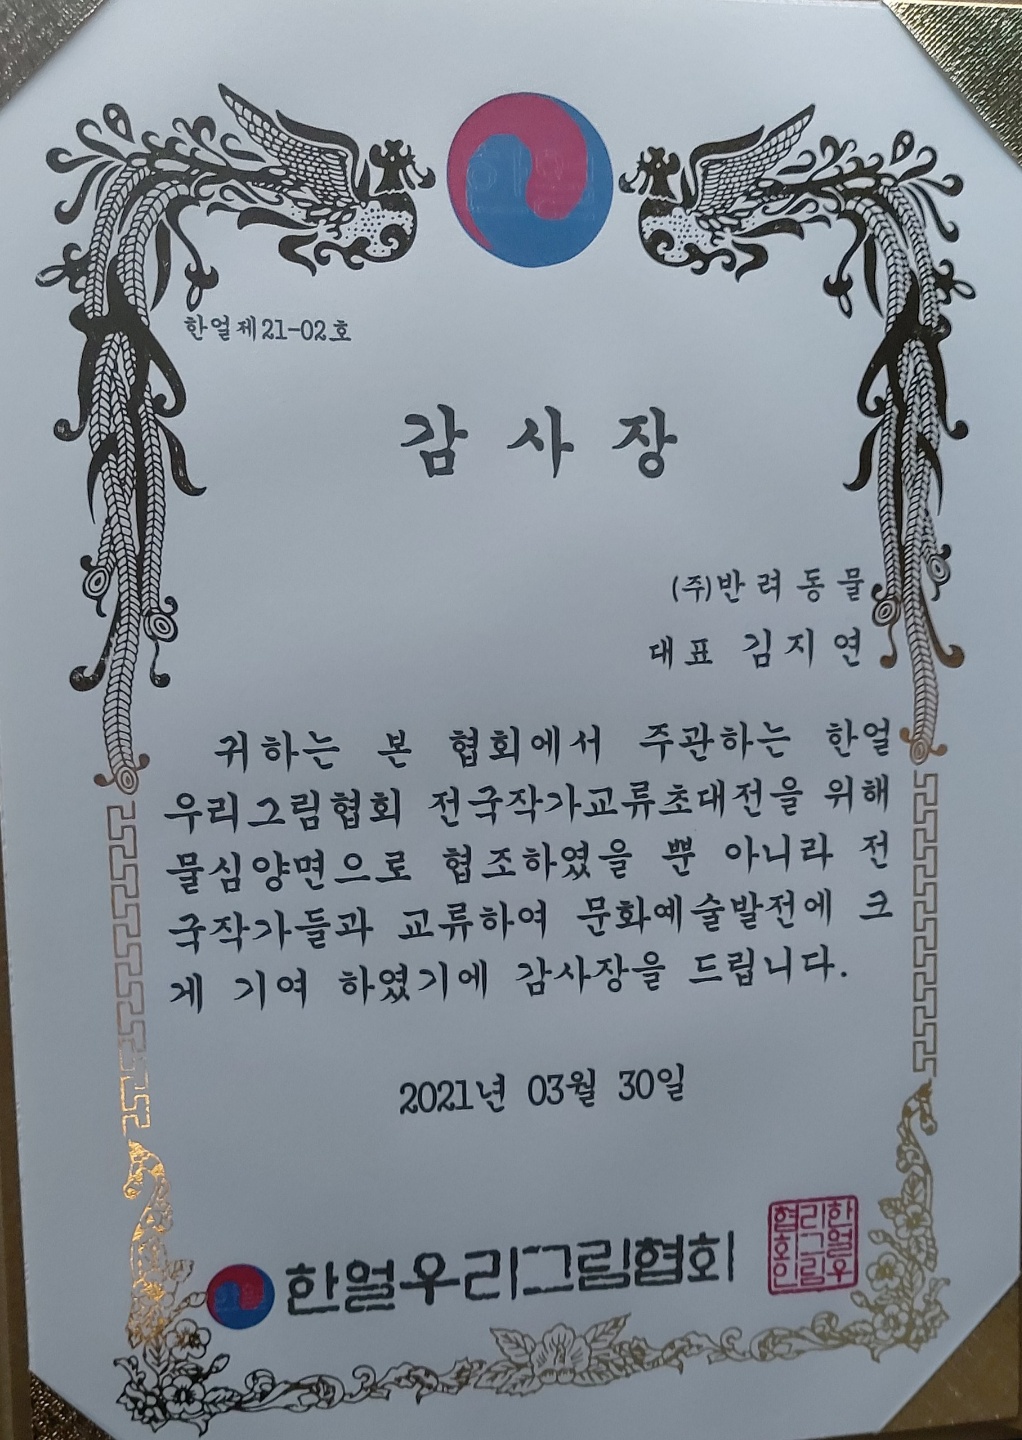 한얼
한얼제21-02호
감사장
(주)반려동물
대표 김지연
귀하는 본 협회에서 주관하는 한얼
우리그림협회 전국작가교류초대전을 위해
물심양면으로 협조하였을 뿐 아니라 전
국작가들과 교류하여 문화예술발전에 크
게 기여 하였기에 감사장을 드립니다.
2021년 03월 30일
한얼 한얼우리그림협회
한얼우
리그림
협회인